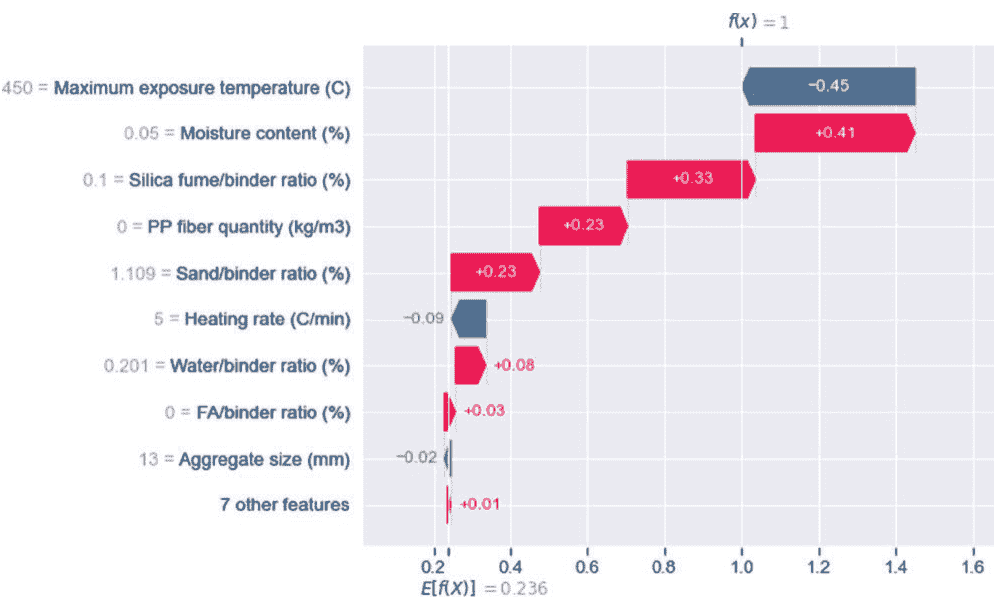 f(x) = 1
450 = Maximum exposure temperature (C) −0.45
0.05 = Moisture content (%) +0.41
0.1 = Silica fume/binder ratio (%) +0.33
0 = PP fiber quantity (kg/m3) +0.23
1.109 = Sand/binder ratio (%) +0.23
5 = Heating rate (C/min) −0.09
0.201 = Water/binder ratio (%) +0.08
0 = FA/binder ratio (%) +0.03
13 = Aggregate size (mm) −0.02
7 other features +0.01
0.2 0.4 0.6 0.8 1.0 1.2 1.4 1.6
E[f(X)] = 0.236